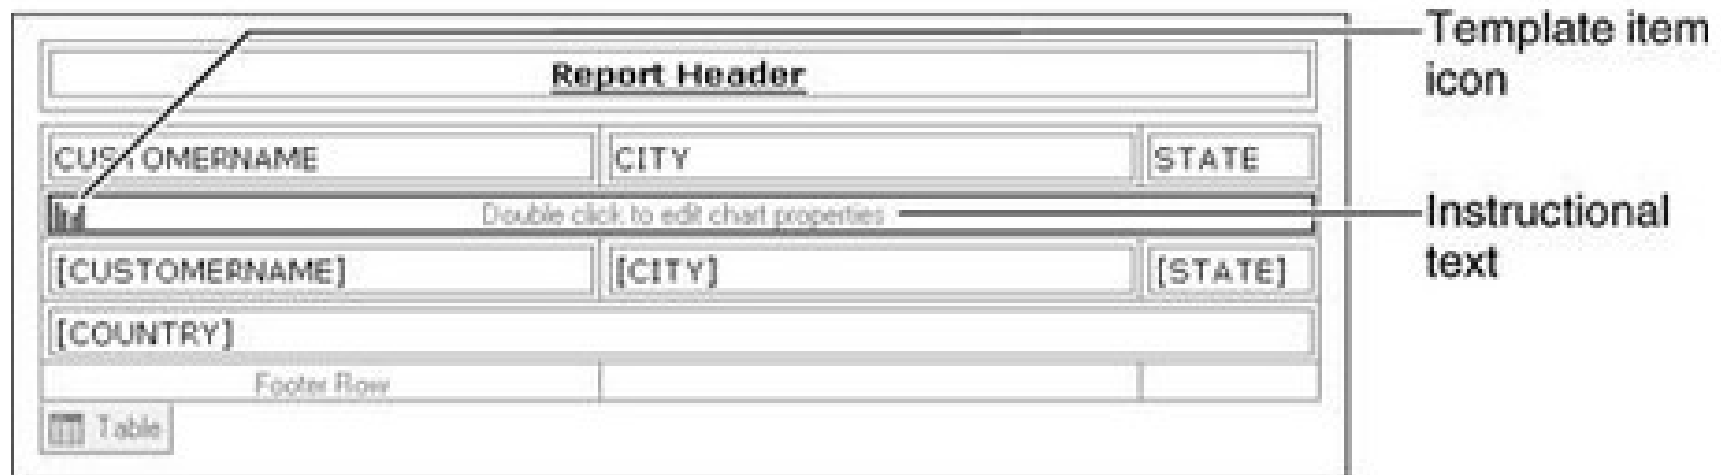 Template item
icon
Report Header
CUSTOMERNAME CITY STATE
Double click to edit chart properties
Instructional
text
[CUSTOMERNAME] [CITY] [STATE]
[COUNTRY]
Footer Row
Table